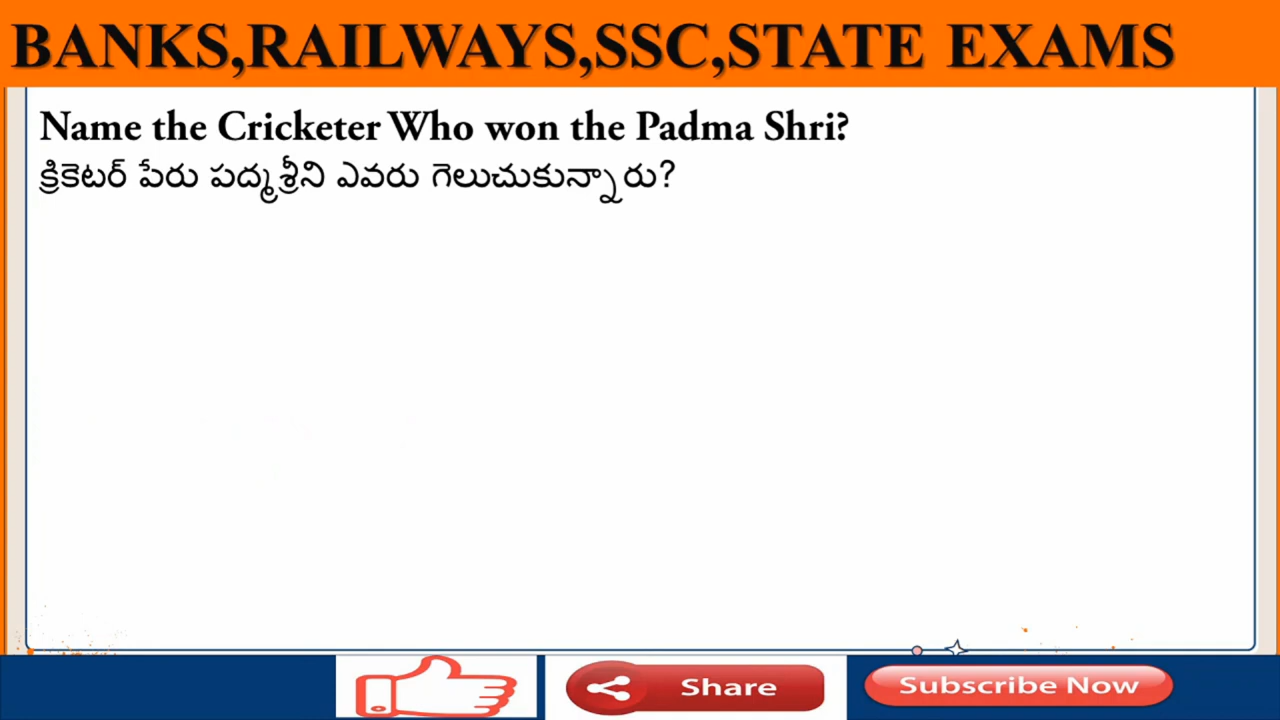 BANKS,RAILWAYS,SSC,STATE EXAMS
Name the Cricketer Who won the Padma Shri?
క్రికెటర్ పేరు పద్మశ్రీని ఎవరు గెలుచుకున్నారు?
Share
Subscribe Now